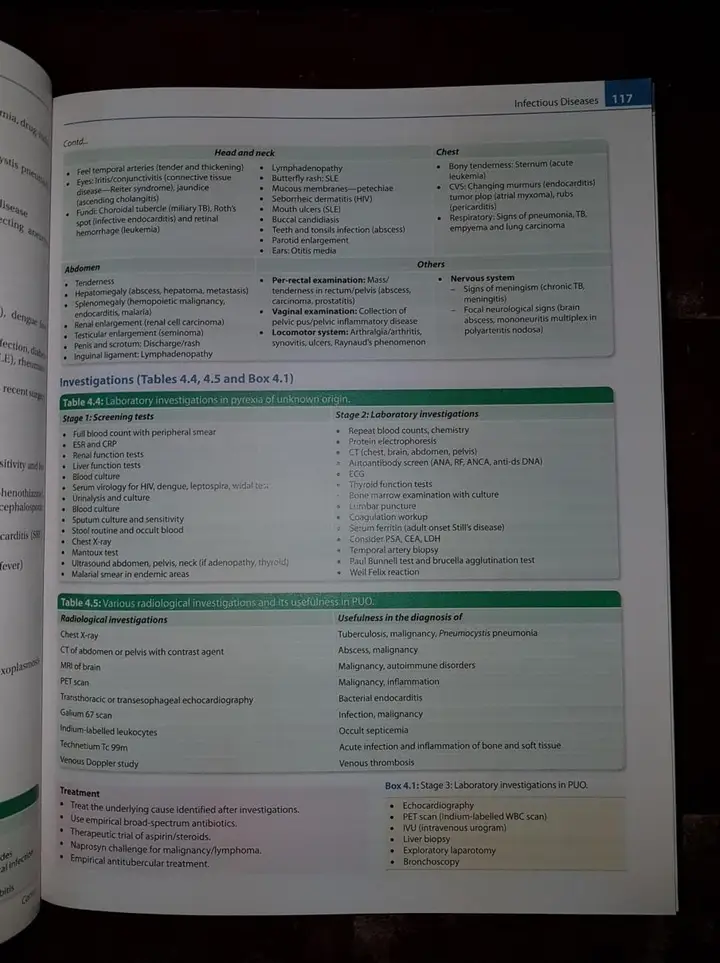 Infectious Diseases 117
Contd...
Head and neck
• Feel temporal arteries (tender and thickening)
• Eyes: Iritis/conjunctivitis (connective tissue
disease—Reiter syndrome), jaundice
(ascending cholangitis)
• Fundi: Choroidal tubercle (miliary TB), Roth's
spot (infective endocarditis) and retinal
hemorrhage (leukemia)
• Lymphadenopathy
• Butterfly rash: SLE
• Mucous membranes—petechiae
• Seborrheic dermatitis (HIV)
• Mouth ulcers (SLE)
• Buccal candidiasis
• Teeth and tonsils infection (abscess)
• Parotid enlargement
• Ears: Otitis media
Chest
• Bony tenderness: Sternum (acute
leukemia)
• CVS: Changing murmurs (endocarditis)
tumor plop (atrial myxoma), rubs
(pericarditis)
• Respiratory: Signs of pneumonia, TB,
empyema and lung carcinoma
Abdomen
• Tenderness
• Hepatomegaly (abscess, hepatoma, metastasis)
• Splenomegaly (hemopoietic malignancy,
endocarditis, malaria)
• Renal enlargement (renal cell carcinoma)
• Testicular enlargement (seminoma)
• Penis and scrotum: Discharge/rash
• Inguinal ligament: Lymphadenopathy
Others
• Per-rectal examination: Mass/
tenderness in rectum/pelvis (abscess,
carcinoma, prostatitis)
• Vaginal examination: Collection of
pelvic pus/pelvic inflammatory disease
• Locomotor system: Arthralgia/arthritis,
synovitis, ulcers, Raynaud's phenomenon
• Nervous system
– Signs of meningism (chronic TB,
meningitis)
– Focal neurological signs (brain
abscess, mononeuritis multiplex in
polyarteritis nodosa)
Investigations (Tables 4.4, 4.5 and Box 4.1)
Table 4.4: Laboratory investigations in pyrexia of unknown origin.
Stage 1: Screening tests
• Full blood count with peripheral smear
• ESR and CRP
• Renal function tests
• Liver function tests
• Blood culture
• Serum virology for HIV, dengue, leptospira, widal test
• Urinalysis and culture
• Blood culture
• Sputum culture and sensitivity
• Stool routine and occult blood
• Chest X-ray
• Mantoux test
• Ultrasound abdomen, pelvis, neck (if adenopathy, thyroid)
• Malarial smear in endemic areas
Stage 2: Laboratory investigations
• Repeat blood counts, chemistry
• Protein electrophoresis
• CT (chest, brain, abdomen, pelvis)
• Autoantibody screen (ANA, RF, ANCA, anti-ds DNA)
• ECG
• Thyroid function tests
• Bone marrow examination with culture
• Lumbar puncture
• Coagulation workup
• Serum ferritin (adult onset Still's disease)
• Consider PSA, CEA, LDH
• Temporal artery biopsy
• Paul Bunnell test and brucella agglutination test
• Weil Felix reaction
Table 4.5: Various radiological investigations and its usefulness in PUO.
Radiological investigations Usefulness in the diagnosis of
Chest X-ray Tuberculosis, malignancy, Pneumocystis pneumonia
CT of abdomen or pelvis with contrast agent Abscess, malignancy
MRI of brain Malignancy, autoimmune disorders
PET scan Malignancy, inflammation
Transthoracic or transesophageal echocardiography Bacterial endocarditis
Galium 67 scan Infection, malignancy
Indium-labelled leukocytes Occult septicemia
Technetium Tc 99m Acute infection and inflammation of bone and soft tissue
Venous Doppler study Venous thrombosis
Treatment
• Treat the underlying cause identified after investigations.
• Use empirical broad-spectrum antibiotics.
• Therapeutic trial of aspirin/steroids.
• Naprosyn challenge for malignancy/lymphoma.
• Empirical antitubercular treatment.
Box 4.1: Stage 3: Laboratory investigations in PUO.
• Echocardiography
• PET scan (Indium-labelled WBC scan)
• IVU (intravenous urogram)
• Liver biopsy
• Exploratory laparotomy
• Bronchoscopy